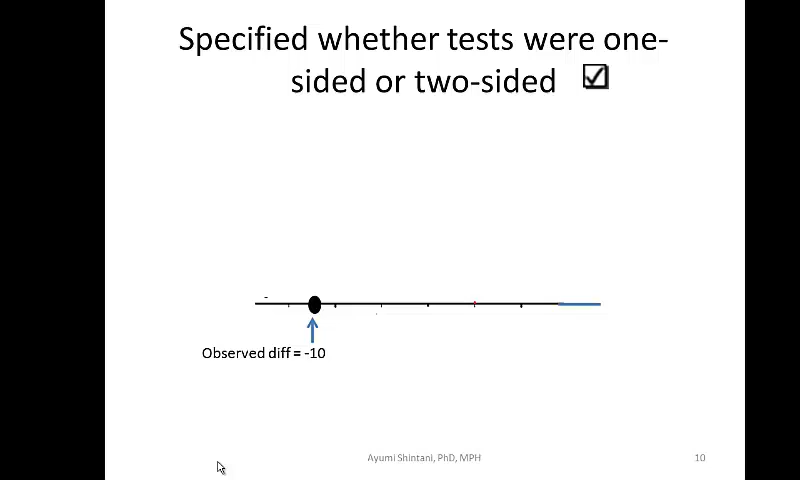 Specified whether tests were one-
sided or two-sided
Observed diff = -10
Ayumi Shintani, PhD, MPH
10